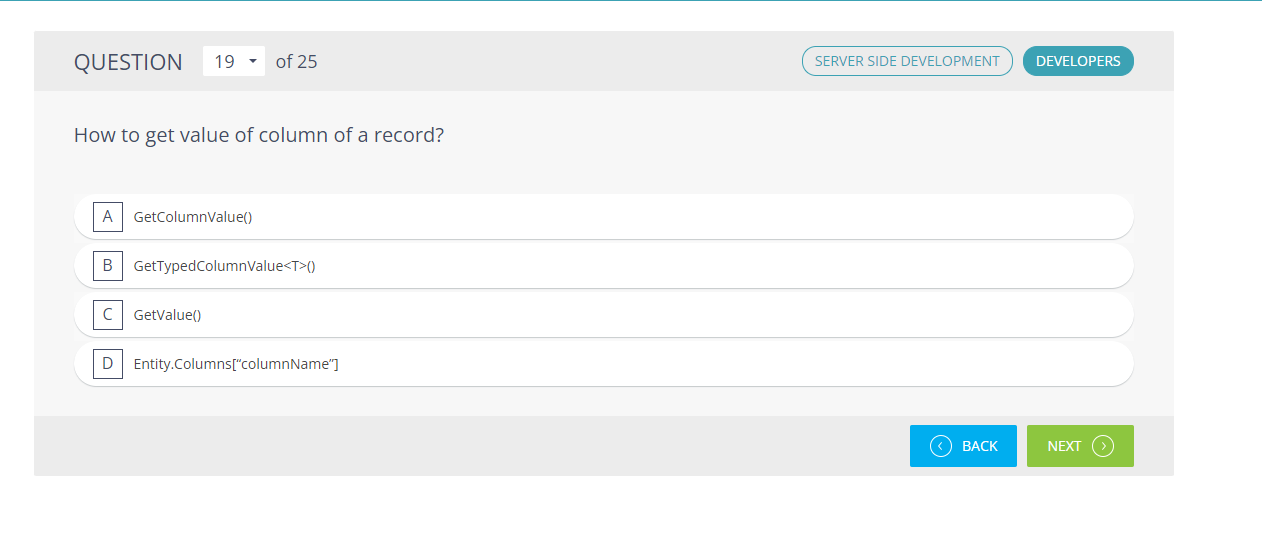 QUESTION 19 of 25 SERVER SIDE DEVELOPMENT DEVELOPERS
How to get value of column of a record?
A GetColumnValue()
B GetTypedColumnValue<T>()
C GetValue()
D Entity.Columns[“columnName”]
BACK NEXT